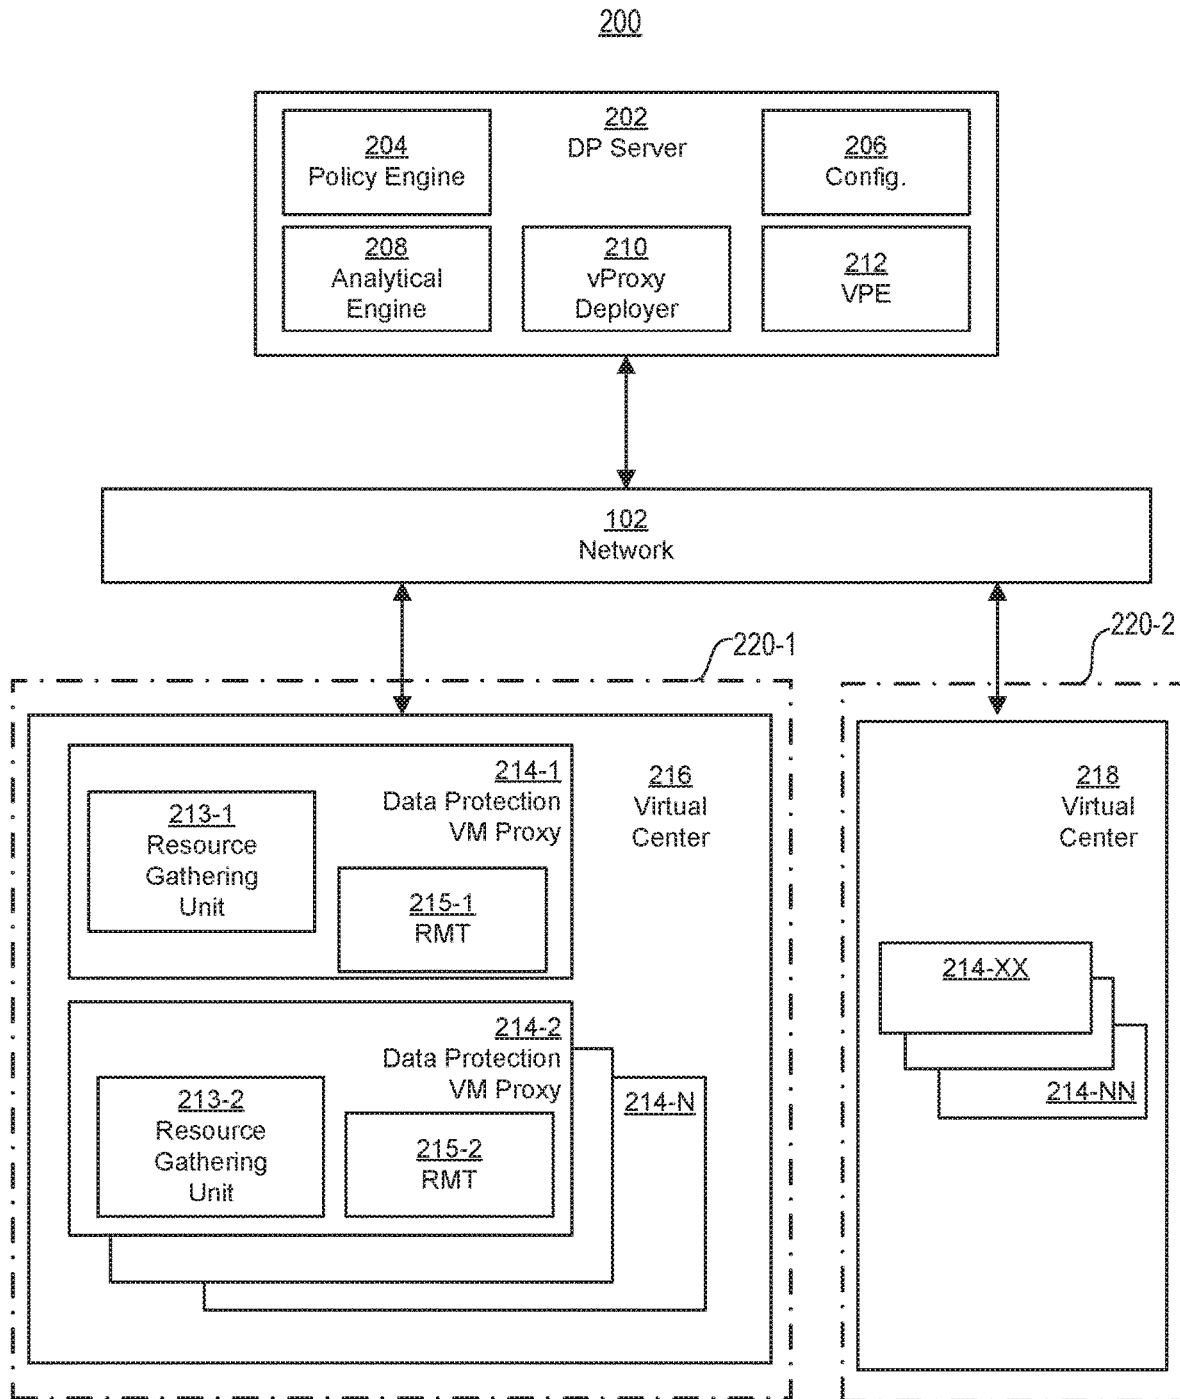 200
202
DP Server
204
Policy Engine
206
Config.
208
Analytical
Engine
210
vProxy
Deployer
212
VPE
102
Network
220-1
220-2
214-1
Data Protection
VM Proxy
213-1
Resource
Gathering
Unit
215-1
RMT
216
Virtual
Center
214-2
Data Protection
VM Proxy
213-2
Resource
Gathering
Unit
215-2
RMT
214-N
218
Virtual
Center
214-XX
214-NN